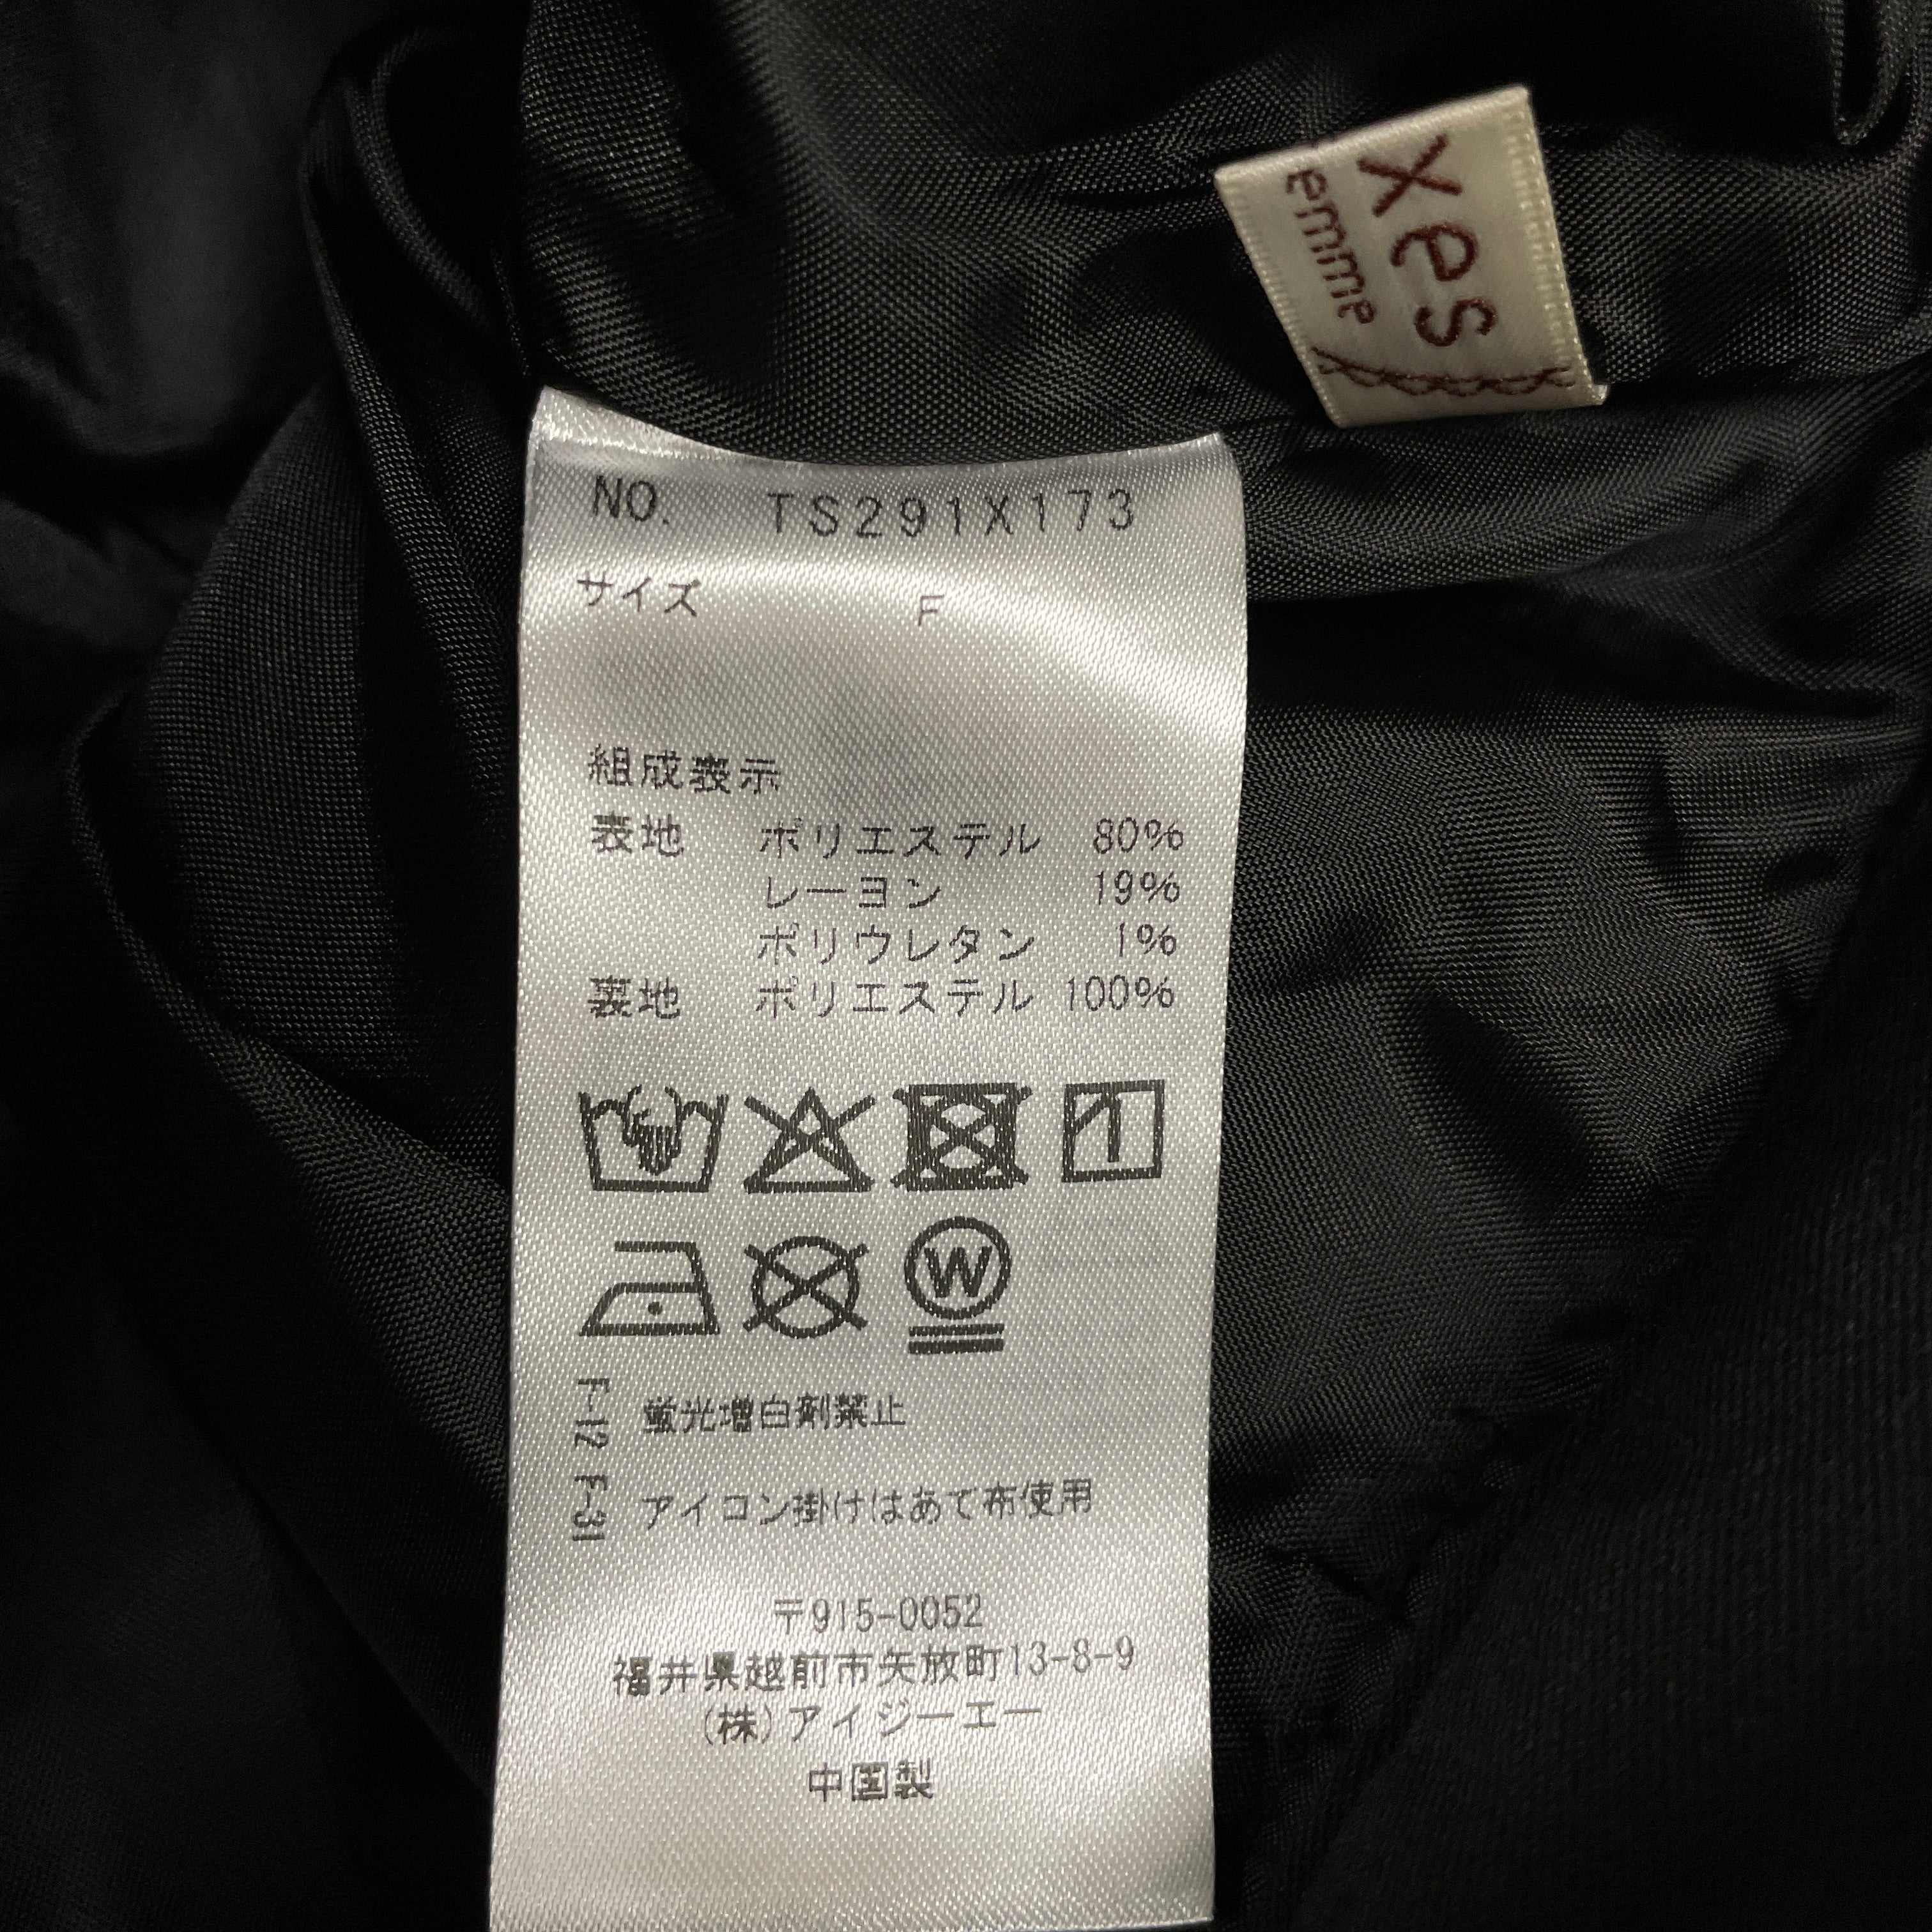 xes
emme
NO. TS291X173
サイズ F
組成表示
表地 ポリエステル 80%
レーヨン 19%
ポリウレタン 1%
裏地 ポリエステル 100%
1
W
F-12 蛍光増白剤禁止
F-31 アイコン掛けはあて布使用
〒915-0052
福井県越前市矢放町13-8-9
(株)アイジーエー
中国製